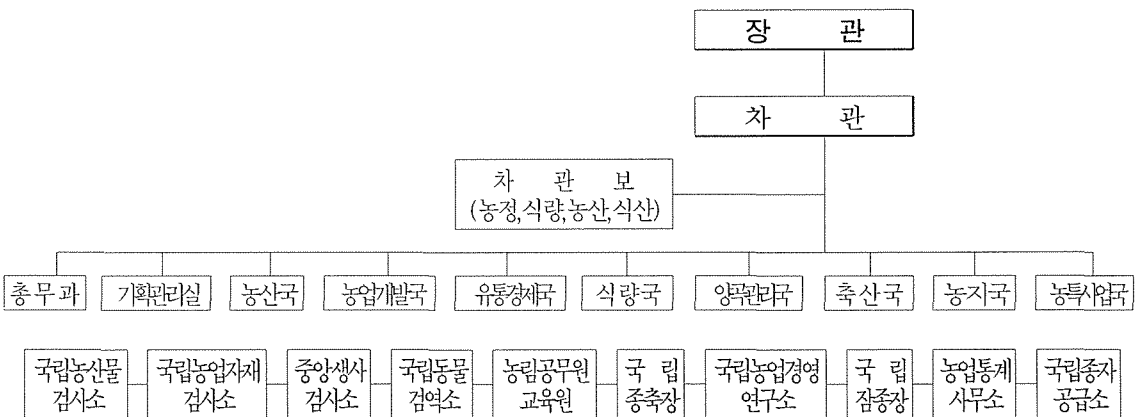 장 관
차 관
차 관 보
(농정,식량,농산,식산)
총무과 기획관리실 농산국 농업개발국 유통경제국 식량국 양곡관리국 축산국 농지국 농특사업국
국립농산물 국립농업자재 중앙생사 국립동물 농림공무원 국 립 국립농업경영 국 립 농업통계 국립종자
검사소 검사소 검사소 검역소 교육원 종축장 연구소 잠종장 사무소 공급소